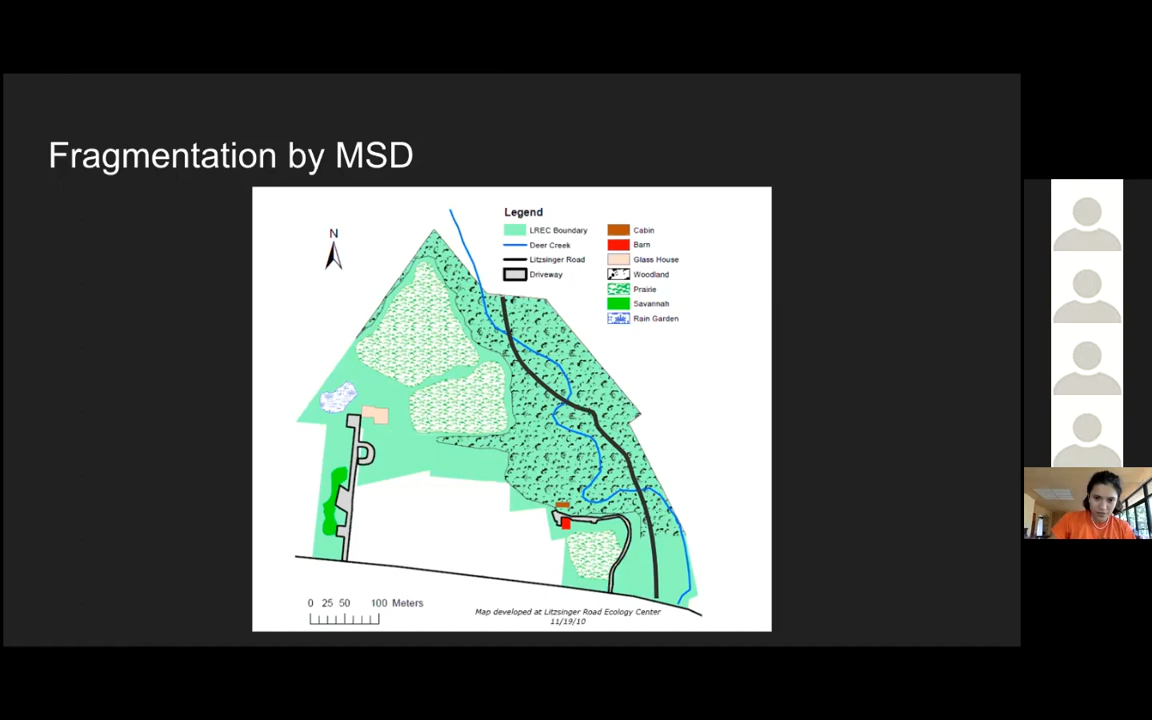 Fragmentation by MSD
Legend
N
LREC Boundary
Cabin
Deer Creek
Barn
Litzsinger Road
Glass House
Driveway
Woodland
Prairie
Savannah
Rain Garden
0 25 50 100 Meters
Map developed at Litzsinger Road Ecology Center
11/19/10